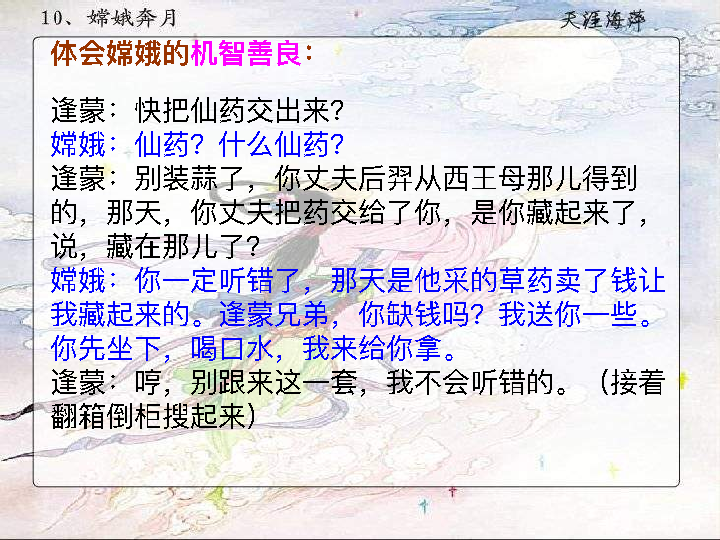 10、嫦娥奔月
天涯海萍
体会嫦娥的机智善良：
逢蒙：快把仙药交出来？
嫦娥：仙药？什么仙药？
逢蒙：别装蒜了，你丈夫后羿从西王母那儿得到
的，那天，你丈夫把药交给了你，是你藏起来了，
说，藏在那儿了？
嫦娥：你一定听错了，那天是他采的草药卖了钱让
我藏起来的。逢蒙兄弟，你缺钱吗？我送你一些。
你先坐下，喝口水，我来给你拿。
逢蒙：哼，别跟来这一套，我不会听错的。（接着
翻箱倒柜搜起来）